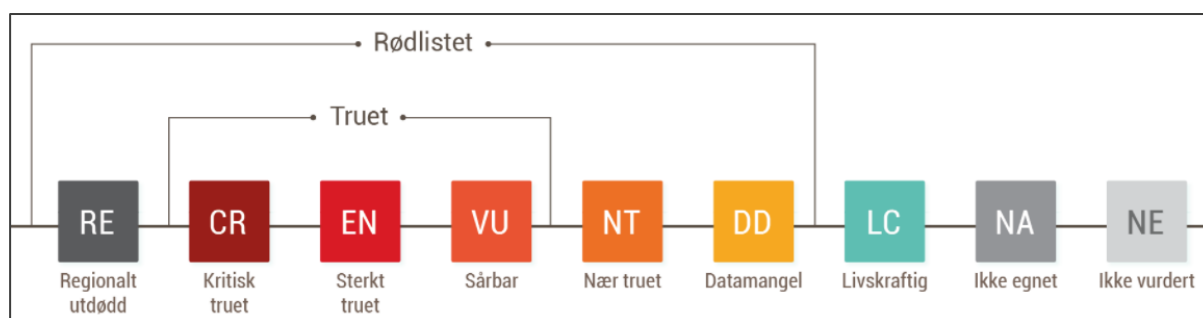 Rødlistet
Truet
RE
CR
EN
VU
NT
DD
LC
NA
NE
Regionalt
utdødd
Kritisk
truet
Sterkt
truet
Sårbar
Nær truet
Datamangel
Livskraftig
Ikke egnet
Ikke vurdert